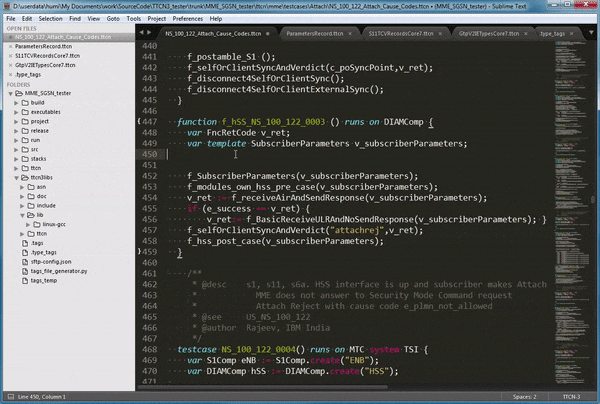 D:\userdata\hum\My Documents\work\SourceCode\TTCN3_tester\trunk\MME_SGSN_tester\ttcn\mme\testcases\Attach\NS_100_122_Attach_Cause_Codes.ttcn • (MME_SGSN_tester) - Sublime Text
File Edit Selection Find View Goto Tools Project Preferences Help
OPEN FILES
NS_100_122_Attach_Cause_Codes.ttcn
ParametersRecord.ttcn
S11TCVRecordsCore7.ttcn
GtpV2IETypesCore7.ttcn
.type_tags
FOLDERS
MME_SGSN_tester
build
executables
project
release
run
src
stacks
ttcn
ttcn3libs
asn
doc
include
lib
linux-gcc
ttcn
.tags
.type_tags
sftp-config.json
tags_file_generator.py
tags_temp
NS_100_122_Attach_Cause_Codes.ttcn
ParametersRecord.ttcn
S11TCVRecordsCore7.ttcn
GtpV2IETypesCore7.ttcn
.type_tags
440
441 f_postamble_S1 ();
442 f_selfOrClientSyncAndVerdict(c_poSyncPoint,v_ret);
443 f_disconnect4SelfOrClientSync();
444 f_disconnect4SelfOrClientExternalSync();
445 }
446
447 function f_hSS_NS_100_122_0003 () runs on DIAMComp {
448 var FncRetCode v_ret;
449 var template SubscriberParameters v_subscriberParameters;
450
451
452 f_SubscriberParameters(v_subscriberParameters);
453 f_modules_own_hss_pre_case(v_subscriberParameters);
454 v_ret := f_receiveAirAndSendResponse(v_subscriberParameters);
455 if (e_success == v_ret) {
456 v_ret:= f_BasicReceiveULRAndNoSendResponse(v_subscriberParameters); }
457 f_selfOrClientSyncAndVerdict("attachrej",v_ret);
458 f_hss_post_case(v_subscriberParameters);
459 }
460
461 /**
462 * @desc s1, s11, s6a. HSS interface is up and subscriber makes Attach
463 * MME does not answer to Security Mode Command request
464 * Attach Reject with cause code e_plmn_not_allowed
465 * @see US_NS_100_122
466 * @author Rajeev, IBM India
467 */
468 testcase NS_100_122_0004() runs on MTC system TSI {
469 var S1Comp eNB := S1Comp.create("ENB");
470 var DIAMComp hSS := DIAMComp.create("HSS");
471
Line 450, Column 1
Spaces: 2
TTCN-3